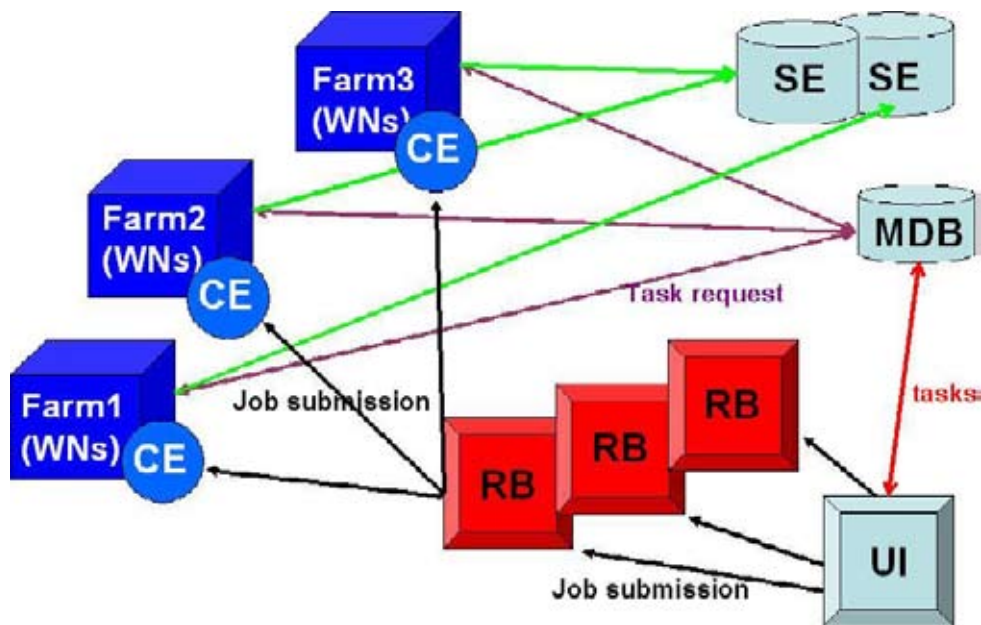 Farm3
(WNs)
CE
SE
SE
Farm2
(WNs)
CE
MDB
Task request
Farm1
(WNs)
CE
Job submission
RB
RB
RB
tasks
UI
Job submission